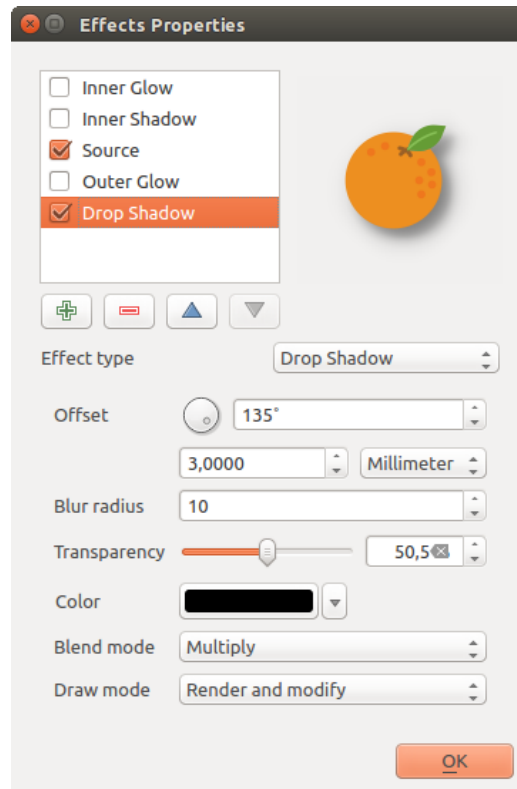 Effects Properties
Inner Glow
Inner Shadow
Source
Outer Glow
Drop Shadow
Effect type Drop Shadow
Offset 135°
3,0000 Millimeter
Blur radius 10
Transparency 50,5
Color
Blend mode Multiply
Draw mode Render and modify
OK